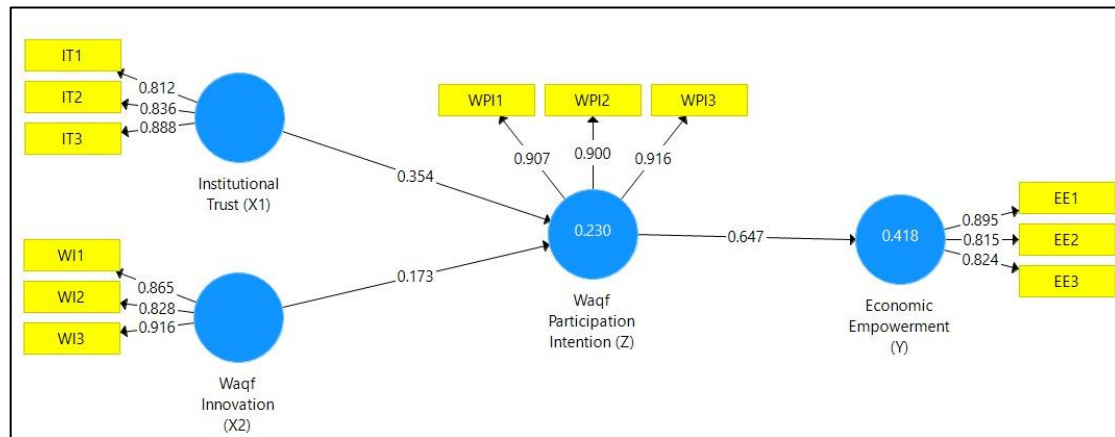 IT1
0.812
IT2
0.836
IT3
0.888
Institutional
Trust (X1)
0.354
WI1
0.865
WI2
0.828
WI3
0.916
Waqf
Innovation
(X2)
0.173
WPI1
WPI2
WPI3
0.907
0.900
0.916
0.230
Waqf
Participation
Intention (Z)
0.647
0.418
Economic
Empowerment
(Y)
0.895
EE1
0.815
EE2
0.824
EE3